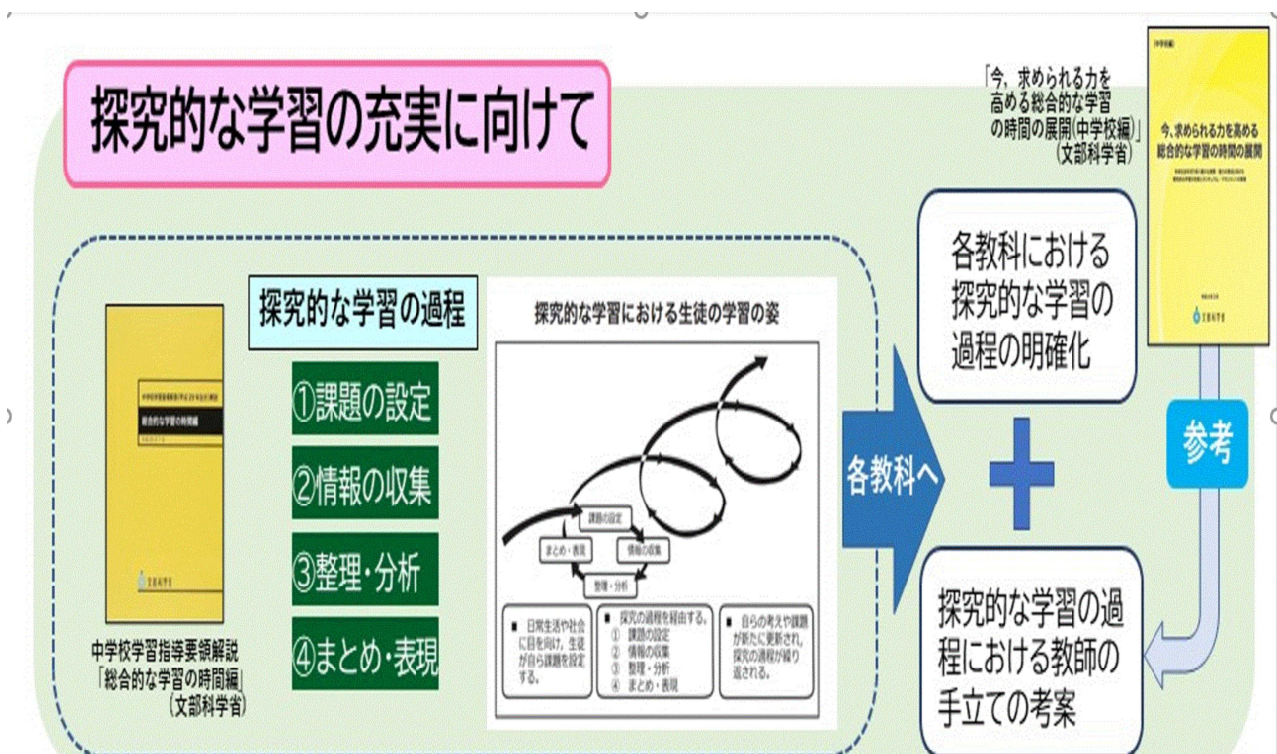 探究的な学習の充実に向けて
「今，求められる力を
高める総合的な学習
の時間の展開(中学校編)」
(文部科学省)
(中学校編)
今、求められる力を高める
総合的な学習の時間の展開
文部科学省
探究的な学習の過程
①課題の設定
②情報の収集
③整理・分析
④まとめ・表現
総合的な学習の時間編
文部科学省
中学校学習指導要領解説
「総合的な学習の時間編」
(文部科学省)
探究的な学習における生徒の学習の姿
課題の設定
まとめ・表現
情報の収集
整理・分析
■ 日常生活や社会
に目を向け，生徒
が自ら課題を設定
する。
■ 探究の過程を経由する。
① 課題の設定
② 情報の収集
③ 整理・分析
④ まとめ・表現
■ 自らの考えや課題
が新たに更新され，
探究の過程が繰り
返される。
各教科へ
各教科における
探究的な学習の
過程の明確化
参考
探究的な学習の過
程における教師の
手立ての考案